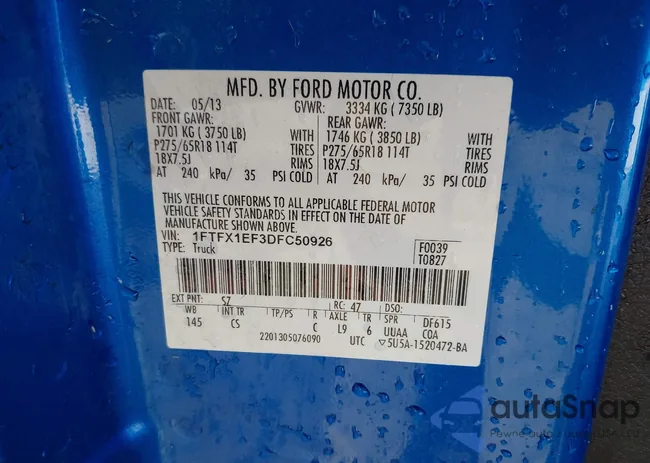 MFD. BY FORD MOTOR CO.
DATE: 05/13 GVWR: 3334 KG ( 7350 LB)
FRONT GAWR: REAR GAWR:
1701 KG ( 3750 LB) WITH 1746 KG ( 3850 LB) WITH
P275/65R18 114T TIRES P275/65R18 114T TIRES
18X7.5J RIMS 18X7.5J RIMS
AT 240 kPa/ 35 PSI COLD AT 240 kPa/ 35 PSI COLD
THIS VEHICLE CONFORMS TO ALL APPLICABLE FEDERAL MOTOR
VEHICLE SAFETY STANDARDS IN EFFECT ON THE DATE OF
MANUFACTURE SHOWN ABOVE.
VIN: 1FTFX1EF3DFC50926 F0039
TYPE: Truck T0827
EXT PNT: SZ RC: 47 DSO:
WB INT TR TP/PS R AXLE TR SPR DF615
145 CS C L9 6 UUAA COA
2201305076090 UTC ▽5U5A-1520472-BA
autaSnap